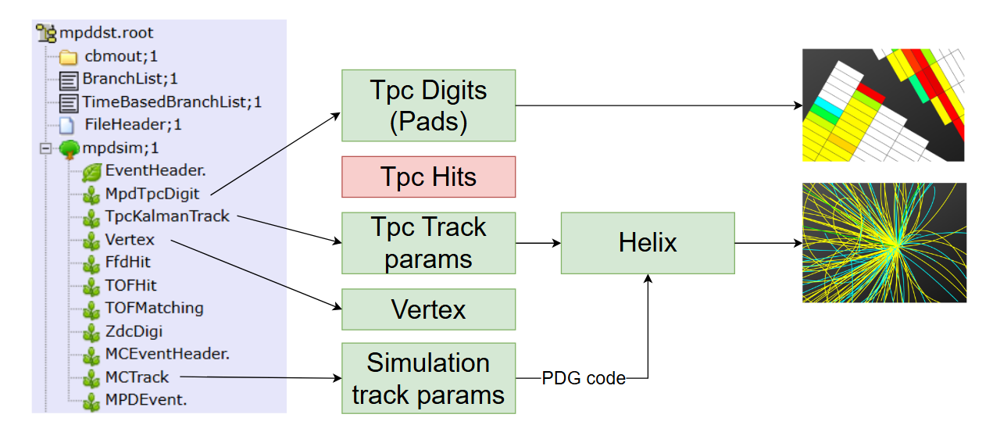 mpddst.root
cbmout;1
BranchList;1
TimeBasedBranchList;1
FileHeader;1
mpdsim;1
EventHeader.
MpdTpcDigit
TpcKalmanTrack
Vertex
FfdHit
TOFHit
TOFMatching
ZdcDigi
MCEventHeader.
MCTrack
MPDEvent.
Tpc Digits
(Pads)
Tpc Hits
Tpc Track
params
Helix
Vertex
Simulation
track params
PDG code